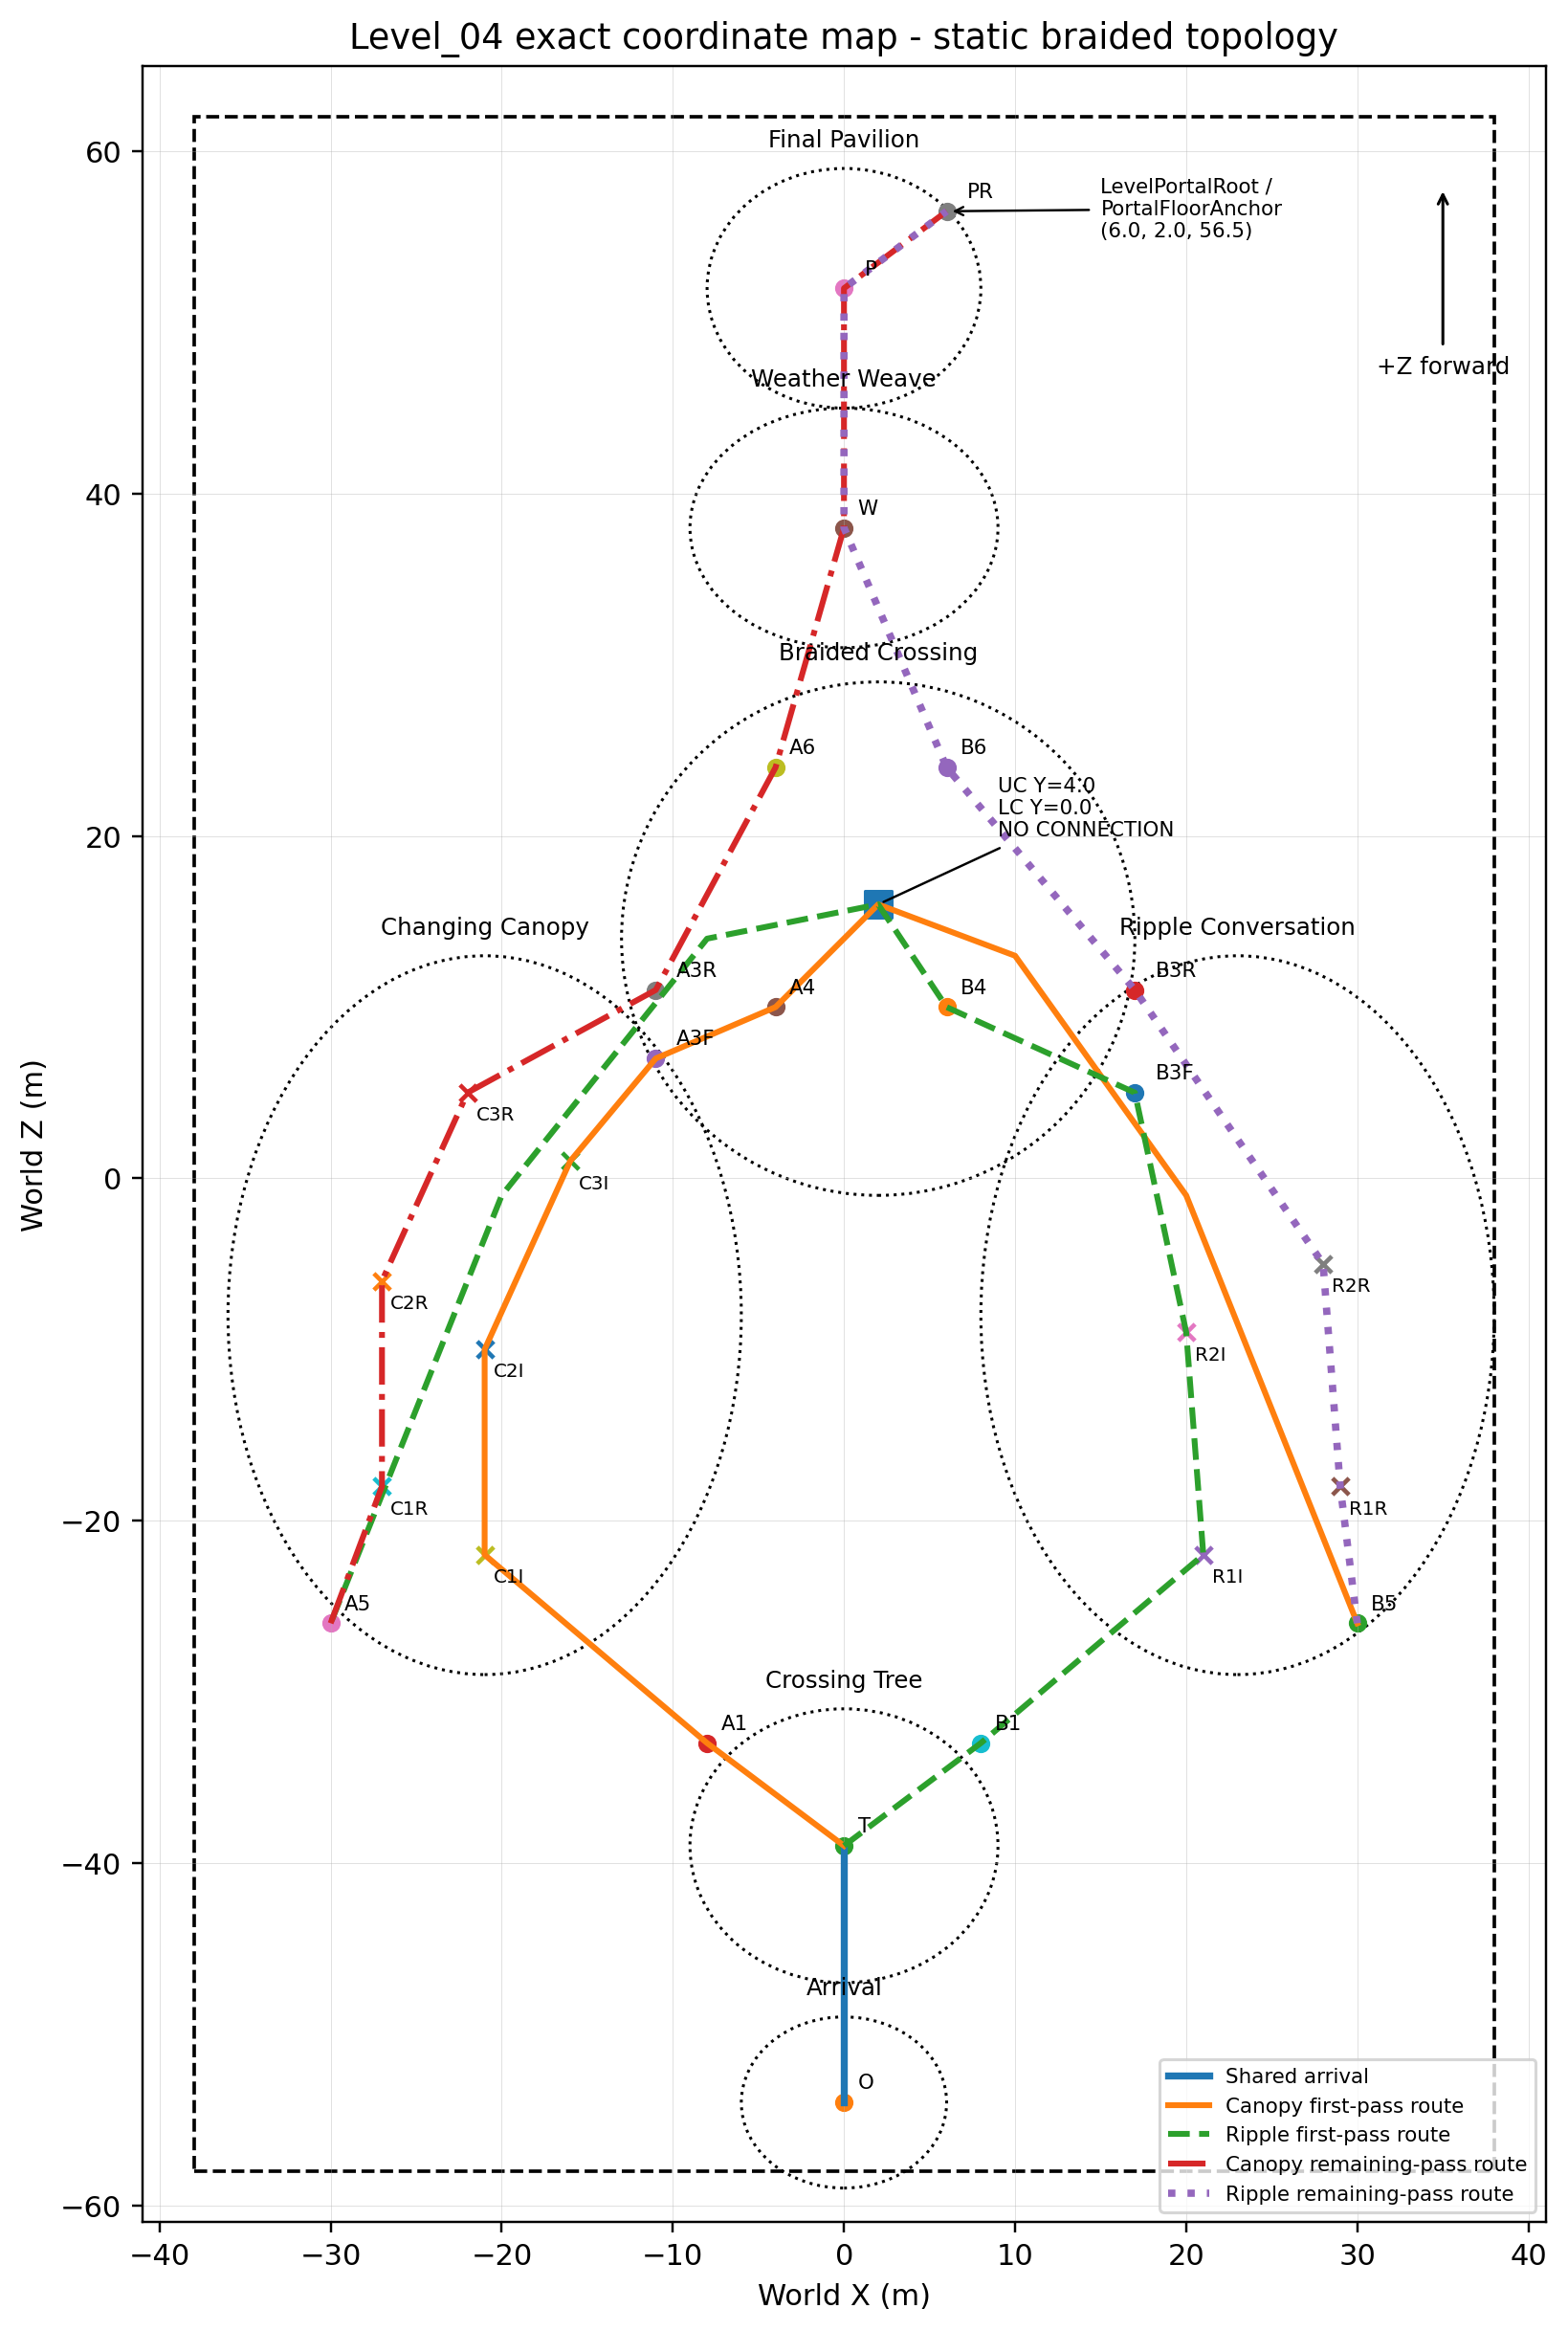 Level_04 exact coordinate map - static braided topology
60
Final Pavilion
PR
LevelPortalRoot /
PortalFloorAnchor
(6.0, 2.0, 56.5)
P
+Z forward
Weather Weave
40
W
Braided Crossing
A6
B6
UC Y=4.0
LC Y=0.0
NO CONNECTION
20
Changing Canopy
Ripple Conversation
A3R
B3R
A4
B4
A3F
B3F
C3R
C3I
0
World Z (m)
C2R
R2R
C2I
R2I
C1R
R1R
−20
C1I
R1I
A5
B5
Crossing Tree
A1
B1
T
−40
Arrival
O
Shared arrival
Canopy first-pass route
Ripple first-pass route
Canopy remaining-pass route
Ripple remaining-pass route
−60
−40 −30 −20 −10 0 10 20 30 40
World X (m)